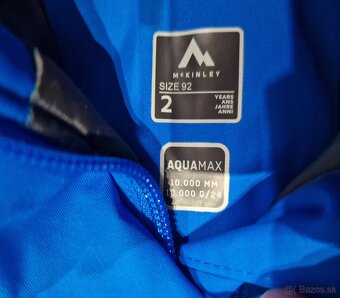 McKINLEY
SIZE 92
2 YEARS
ANS
JAHRE
ANNI
AQUAMAX
10.000 MM
10.000 G/24
© Bazos.sk